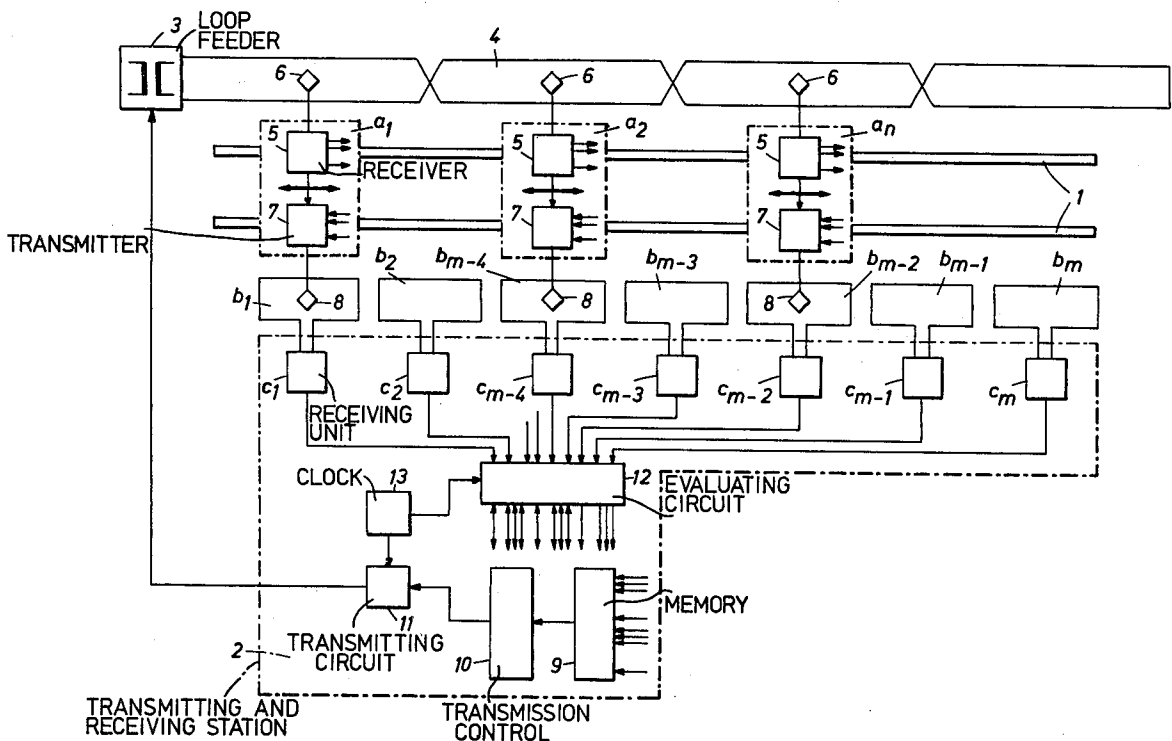 3 LOOP
FEEDER
4
6 6 6
a1 a2 an
5 5 5
RECEIVER
1
7 7 7
TRANSMITTER
b1 b2 bm-4 bm-3 bm-2 bm-1 bm
8 8 8
c1 c2 cm-4 cm-3 cm-2 cm-1 cm
RECEIVING
UNIT
CLOCK 13
12 EVALUATING
CIRCUIT
MEMORY
11
TRANSMITTING
CIRCUIT
2
10 9
TRANSMITTING AND
RECEIVING STATION
TRANSMISSION
CONTROL